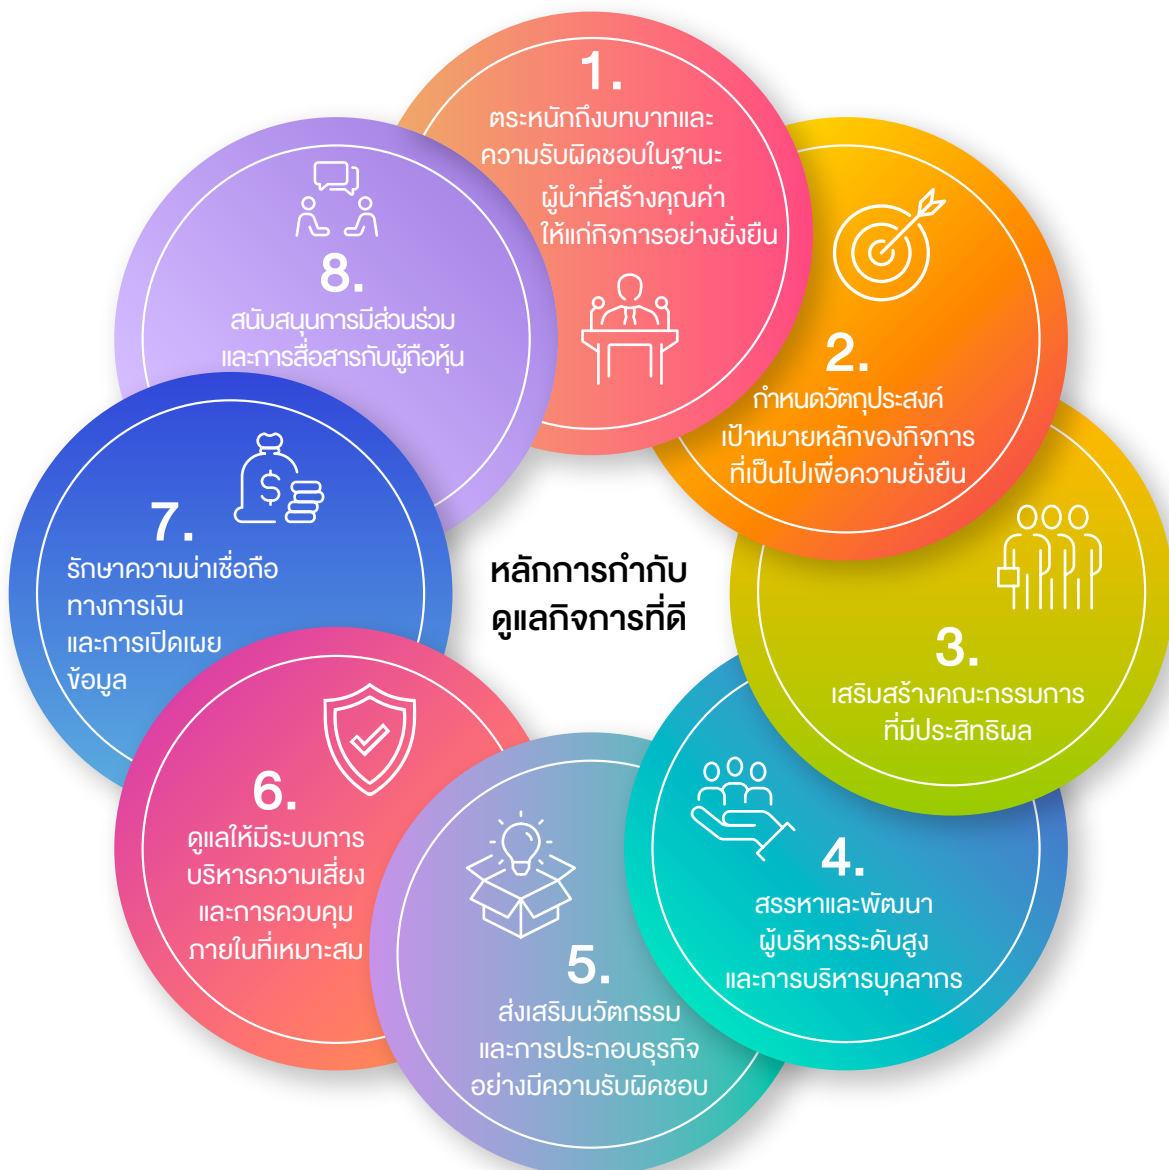 1.
ตระหนักถึงบทบาทและ
ความรับผิดชอบในฐานะ
ผู้นำที่สร้างคุณค่า
ให้แก่กิจการอย่างยั่งยืน
2.
กำหนดวัตถุประสงค์
เป้าหมายหลักของกิจการ
ที่เป็นไปเพื่อความยั่งยืน
3.
เสริมสร้างคณะกรรมการ
ที่มีประสิทธิผล
4.
สรรหาและพัฒนา
ผู้บริหารระดับสูง
และการบริหารบุคลากร
5.
ส่งเสริมนวัตกรรม
และการประกอบธุรกิจ
อย่างมีความรับผิดชอบ
6.
ดูแลให้มีระบบการ
บริหารความเสี่ยง
และการควบคุม
ภายในที่เหมาะสม
7.
รักษาความน่าเชื่อถือ
ทางการเงิน
และการเปิดเผย
ข้อมูล
$
8.
สนับสนุนการมีส่วนร่วม
และการสื่อสารกับผู้ถือหุ้น
หลักการกำกับ
ดูแลกิจการที่ดี